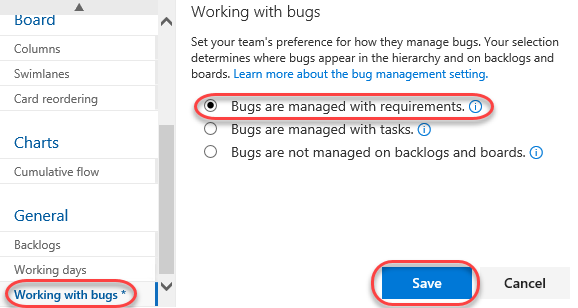 Board
Columns
Swimlanes
Card reordering
Charts
Cumulative flow
General
Backlogs
Working days
Working with bugs *
Working with bugs
Set your team's preference for how they manage bugs. Your selection
determines where bugs appear in the hierarchy and on backlogs and
boards. Learn more about the bug management setting.
Bugs are managed with requirements.
Bugs are managed with tasks.
Bugs are not managed on backlogs and boards.
Save
Cancel